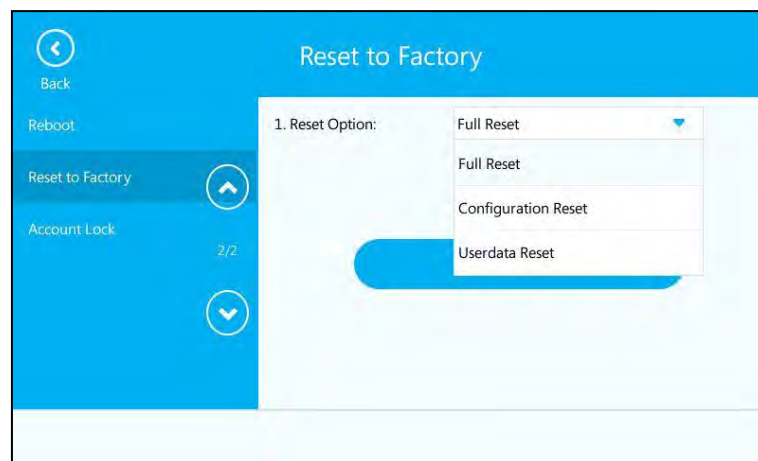 Reset to Factory
Back
Reboot
Reset to Factory
Account Lock
2/2
1. Reset Option:
Full Reset
Full Reset
Configuration Reset
Userdata Reset